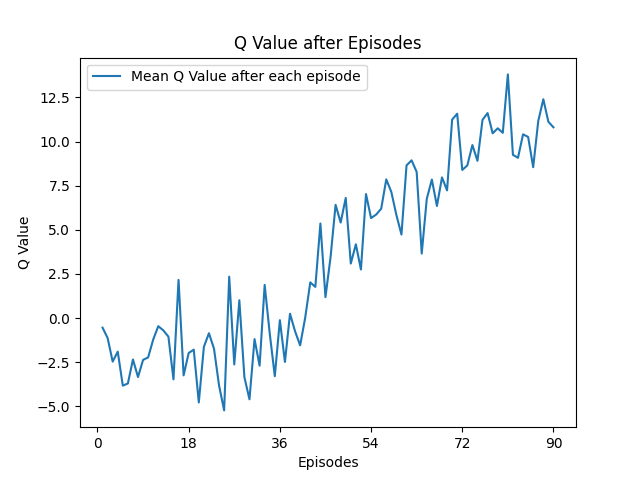 Q Value after Episodes
Mean Q Value after each episode
12.5
10.0
7.5
5.0
2.5
0.0
−2.5
−5.0
Q Value
0 18 36 54 72 90
Episodes